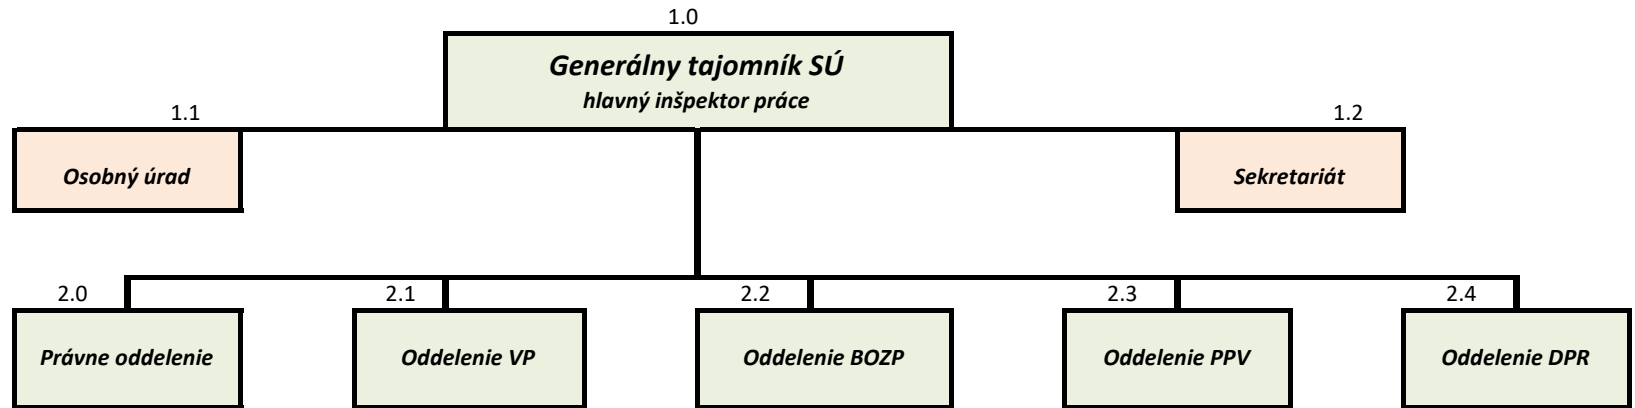 1.0
Generálny tajomník SÚ
hlavný inšpektor práce
1.1
1.2
Osobný úrad
Sekretariát
2.0
2.1
2.2
2.3
2.4
Právne oddelenie
Oddelenie VP
Oddelenie BOZP
Oddelenie PPV
Oddelenie DPR